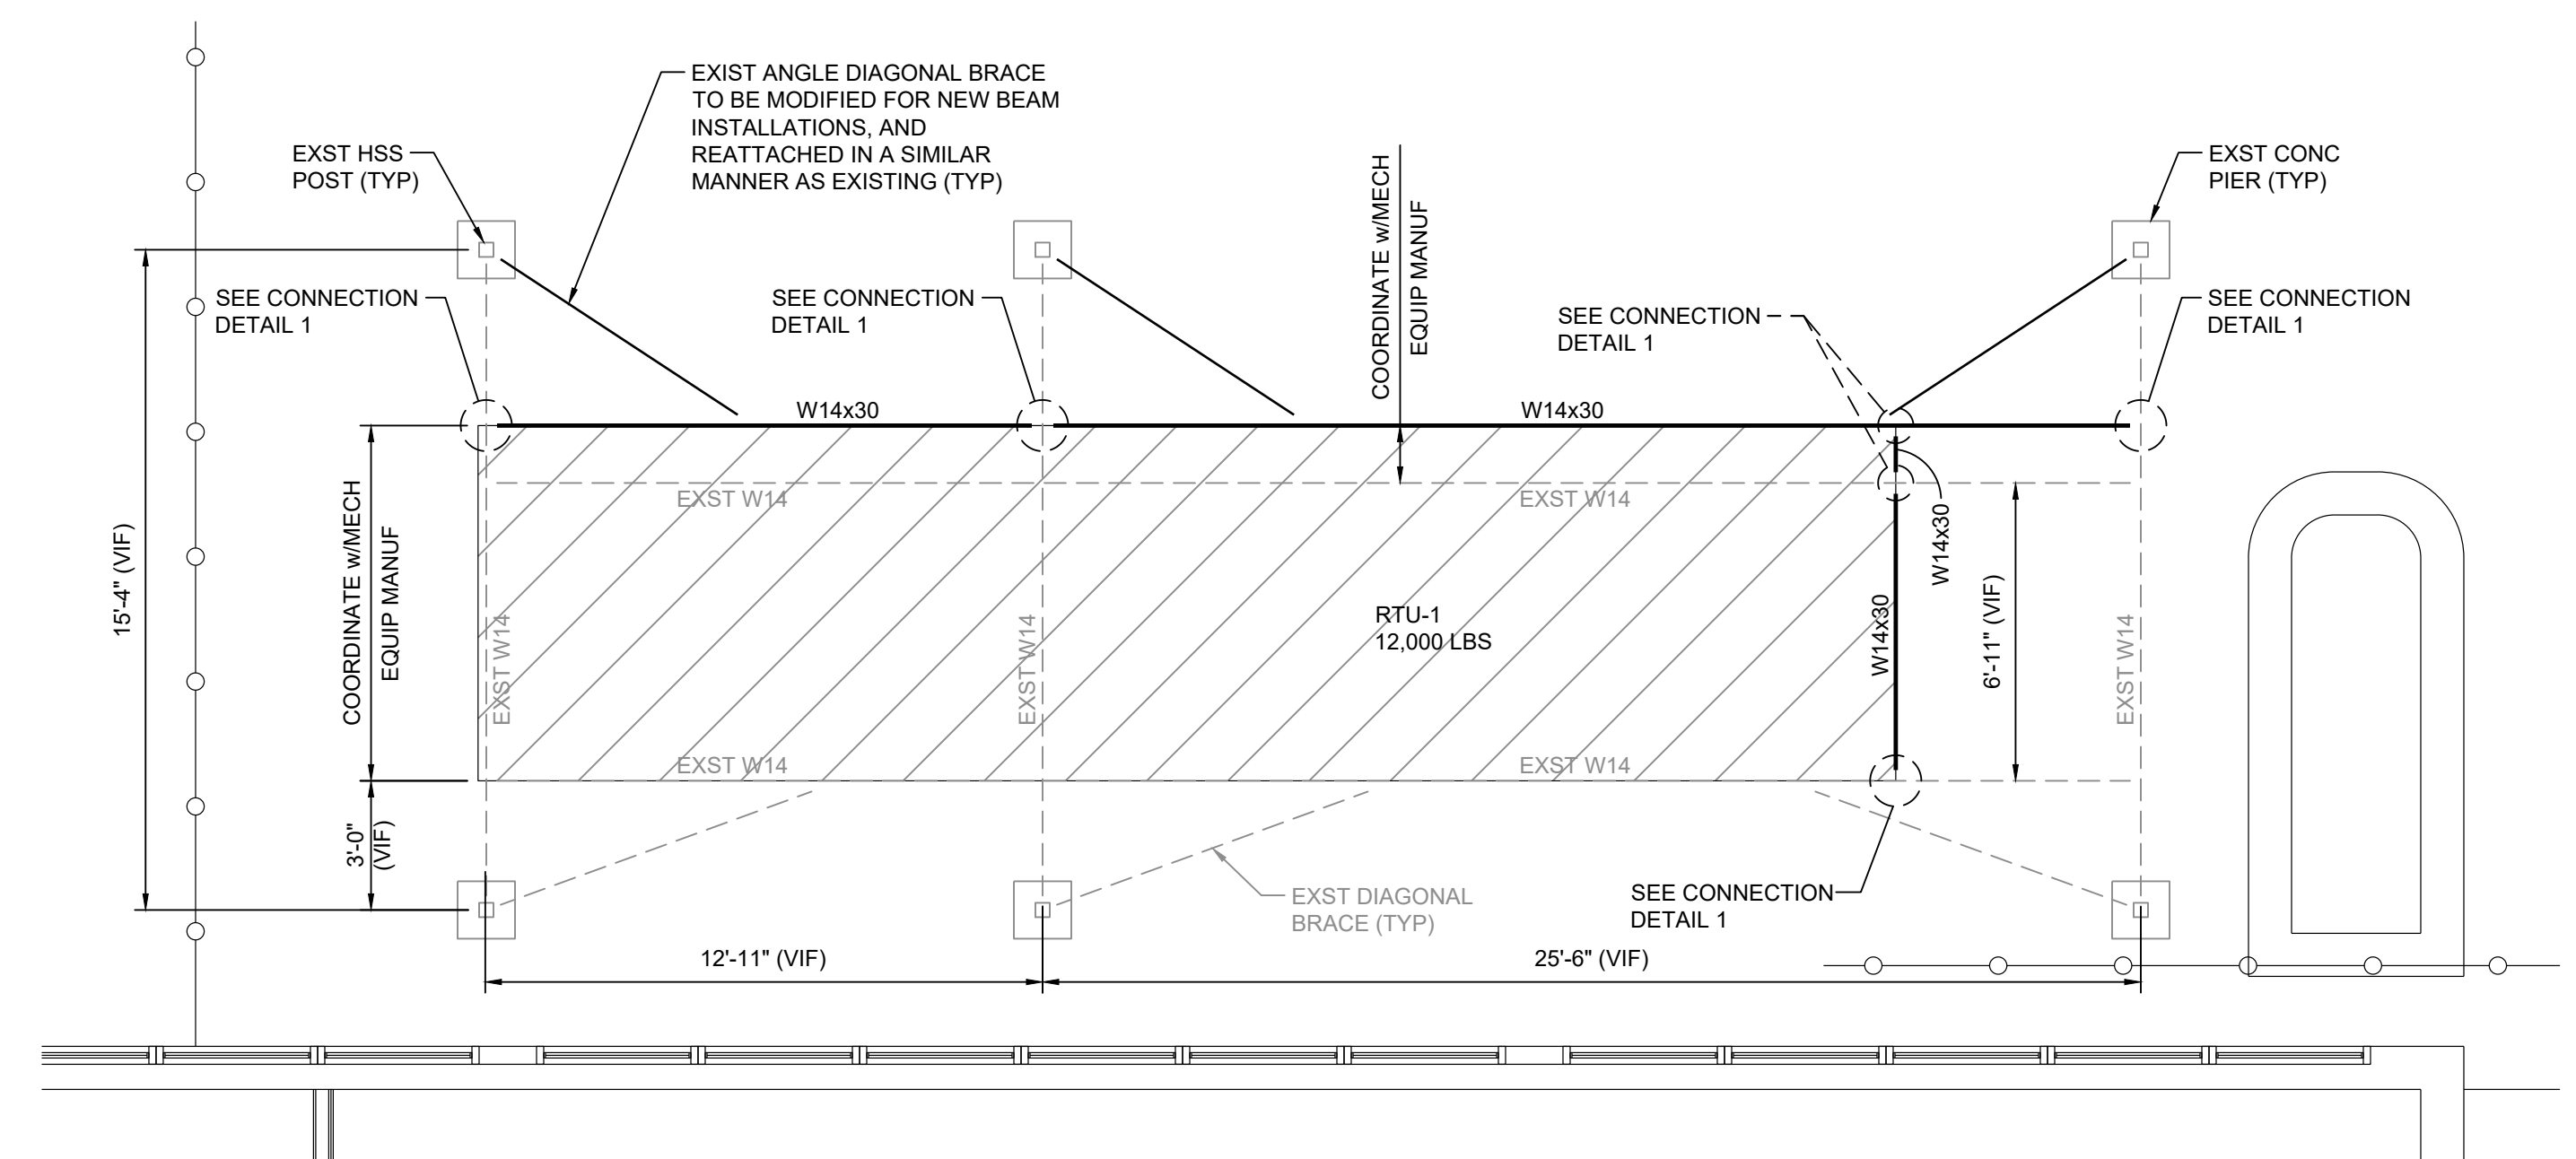 EXIST ANGLE DIAGONAL BRACE
TO BE MODIFIED FOR NEW BEAM
INSTALLATIONS, AND
REATTACHED IN A SIMILAR
MANNER AS EXISTING (TYP)
EXST HSS
POST (TYP)
EXST CONC
PIER (TYP)
COORDINATE w/MECH
EQUIP MANUF
SEE CONNECTION
DETAIL 1
SEE CONNECTION
DETAIL 1
SEE CONNECTION
DETAIL 1
SEE CONNECTION
DETAIL 1
W14x30
W14x30
EXST W14
EXST W14
15'-4" (VIF)
COORDINATE w/MECH
EQUIP MANUF
EXST W14
EXST W14
RTU-1
12,000 LBS
W14x30
W14x30
6'-11" (VIF)
EXST W14
EXST W14
EXST W14
3'-0"
(VIF)
EXST DIAGONAL
BRACE (TYP)
SEE CONNECTION
DETAIL 1
12'-11" (VIF)
25'-6" (VIF)